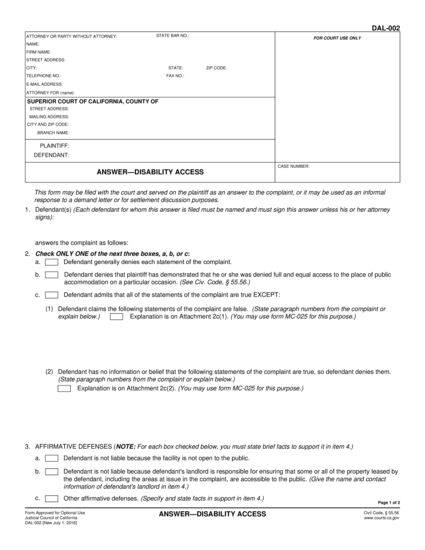 DAL-002
ATTORNEY OR PARTY WITHOUT ATTORNEY: STATE BAR NO.:
NAME:
FIRM NAME:
STREET ADDRESS:
CITY: STATE: ZIP CODE:
TELEPHONE NO.: FAX NO.:
E-MAIL ADDRESS:
ATTORNEY FOR (name):
FOR COURT USE ONLY
SUPERIOR COURT OF CALIFORNIA, COUNTY OF
STREET ADDRESS:
MAILING ADDRESS:
CITY AND ZIP CODE:
BRANCH NAME:
PLAINTIFF:
DEFENDANT:
ANSWER—DISABILITY ACCESS
CASE NUMBER:
This form may be filed with the court and served on the plaintiff as an answer to the complaint, or it may be used as an informal
response to a demand letter or for settlement discussion purposes.
1. Defendant(s) (Each defendant for whom this answer is filed must be named and must sign this answer unless his or her attorney
signs):
answers the complaint as follows:
2. Check ONLY ONE of the next three boxes, a, b, or c:
a. Defendant generally denies each statement of the complaint.
b. Defendant denies that plaintiff has demonstrated that he or she was denied full and equal access to the place of public
accommodation on a particular occasion. (See Civ. Code, § 55.56.)
c. Defendant admits that all of the statements of the complaint are true EXCEPT:
(1) Defendant claims the following statements of the complaint are false. (State paragraph numbers from the complaint or
explain below.) Explanation is on Attachment 2c(1). (You may use form MC-025 for this purpose.)
(2) Defendant has no information or belief that the following statements of the complaint are true, so defendant denies them.
(State paragraph numbers from the complaint or explain below.)
Explanation is on Attachment 2c(2). (You may use form MC-025 for this purpose.)
3. AFFIRMATIVE DEFENSES (NOTE: For each box checked below, you must state brief facts to support it in item 4.)
a. Defendant is not liable because the facility is not open to the public.
b. Defendant is not liable because defendant's landlord is responsible for ensuring that some or all of the property leased by
the defendant, including the areas at issue in the complaint, are accessible to the public. (Give the name and contact
information of defendant's landlord in item 4.)
c. Other affirmative defenses. (Specify and state facts in support in item 4.)
Page 1 of 2
Form Approved for Optional Use
Judicial Council of California
DAL-002 [New July 1, 2016]
ANSWER—DISABILITY ACCESS
Civil Code, § 55.56
www.courts.ca.gov